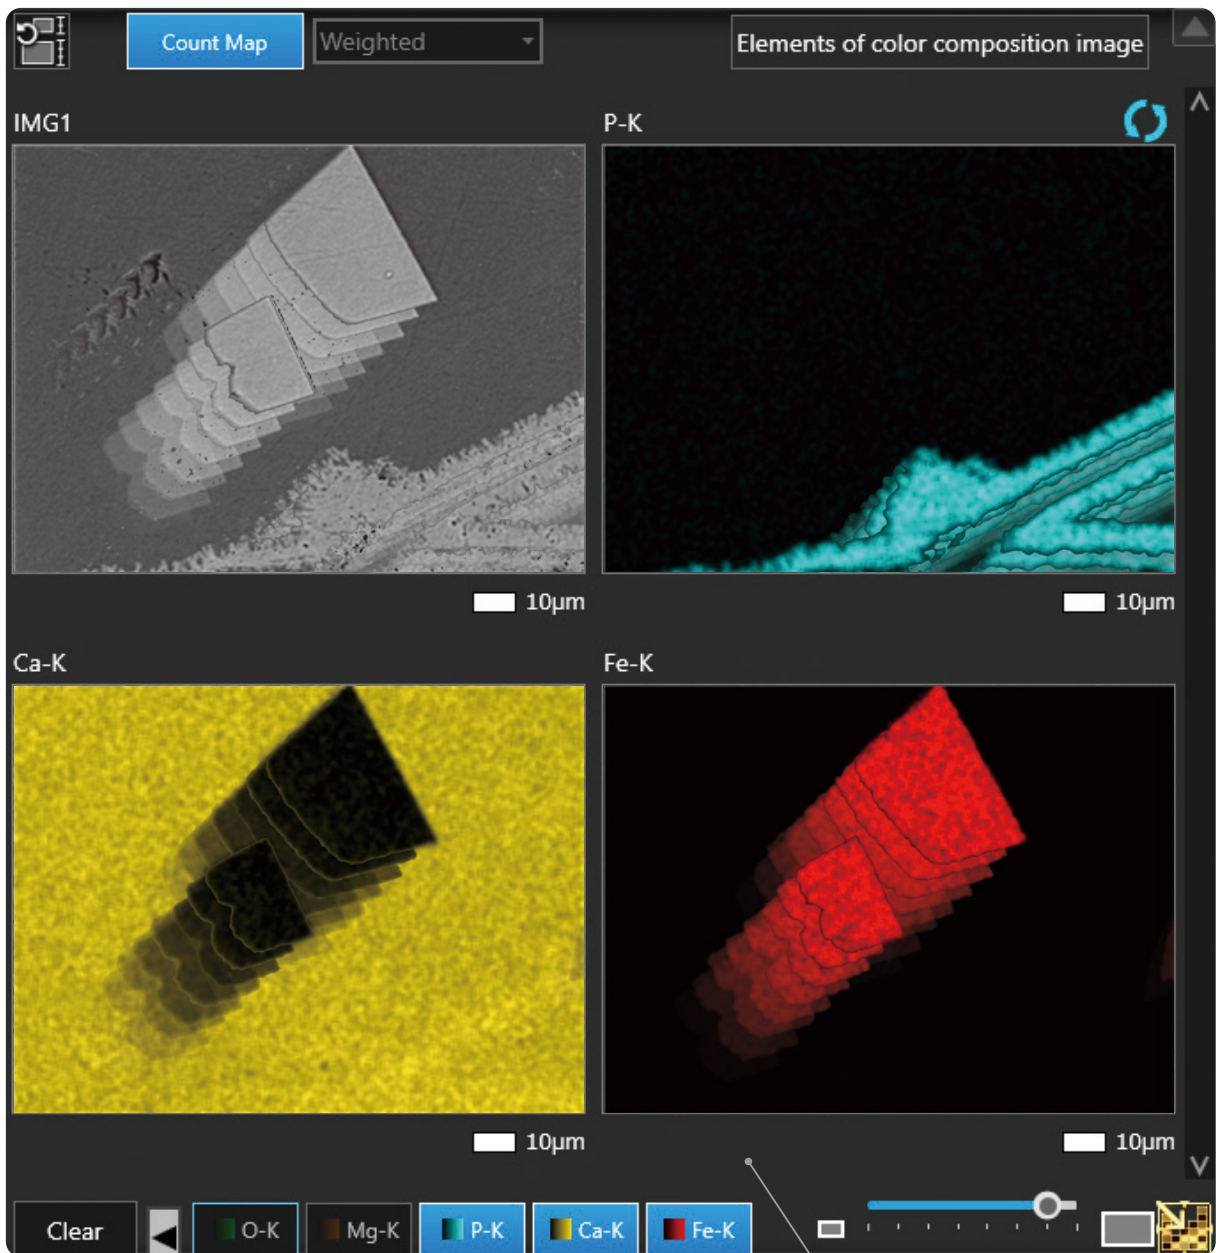 Count Map
Weighted
Elements of color composition image
IMG1
P-K
10μm
10μm
Ca-K
Fe-K
10μm
10μm
Clear
O-K
Mg-K
P-K
Ca-K
Fe-K